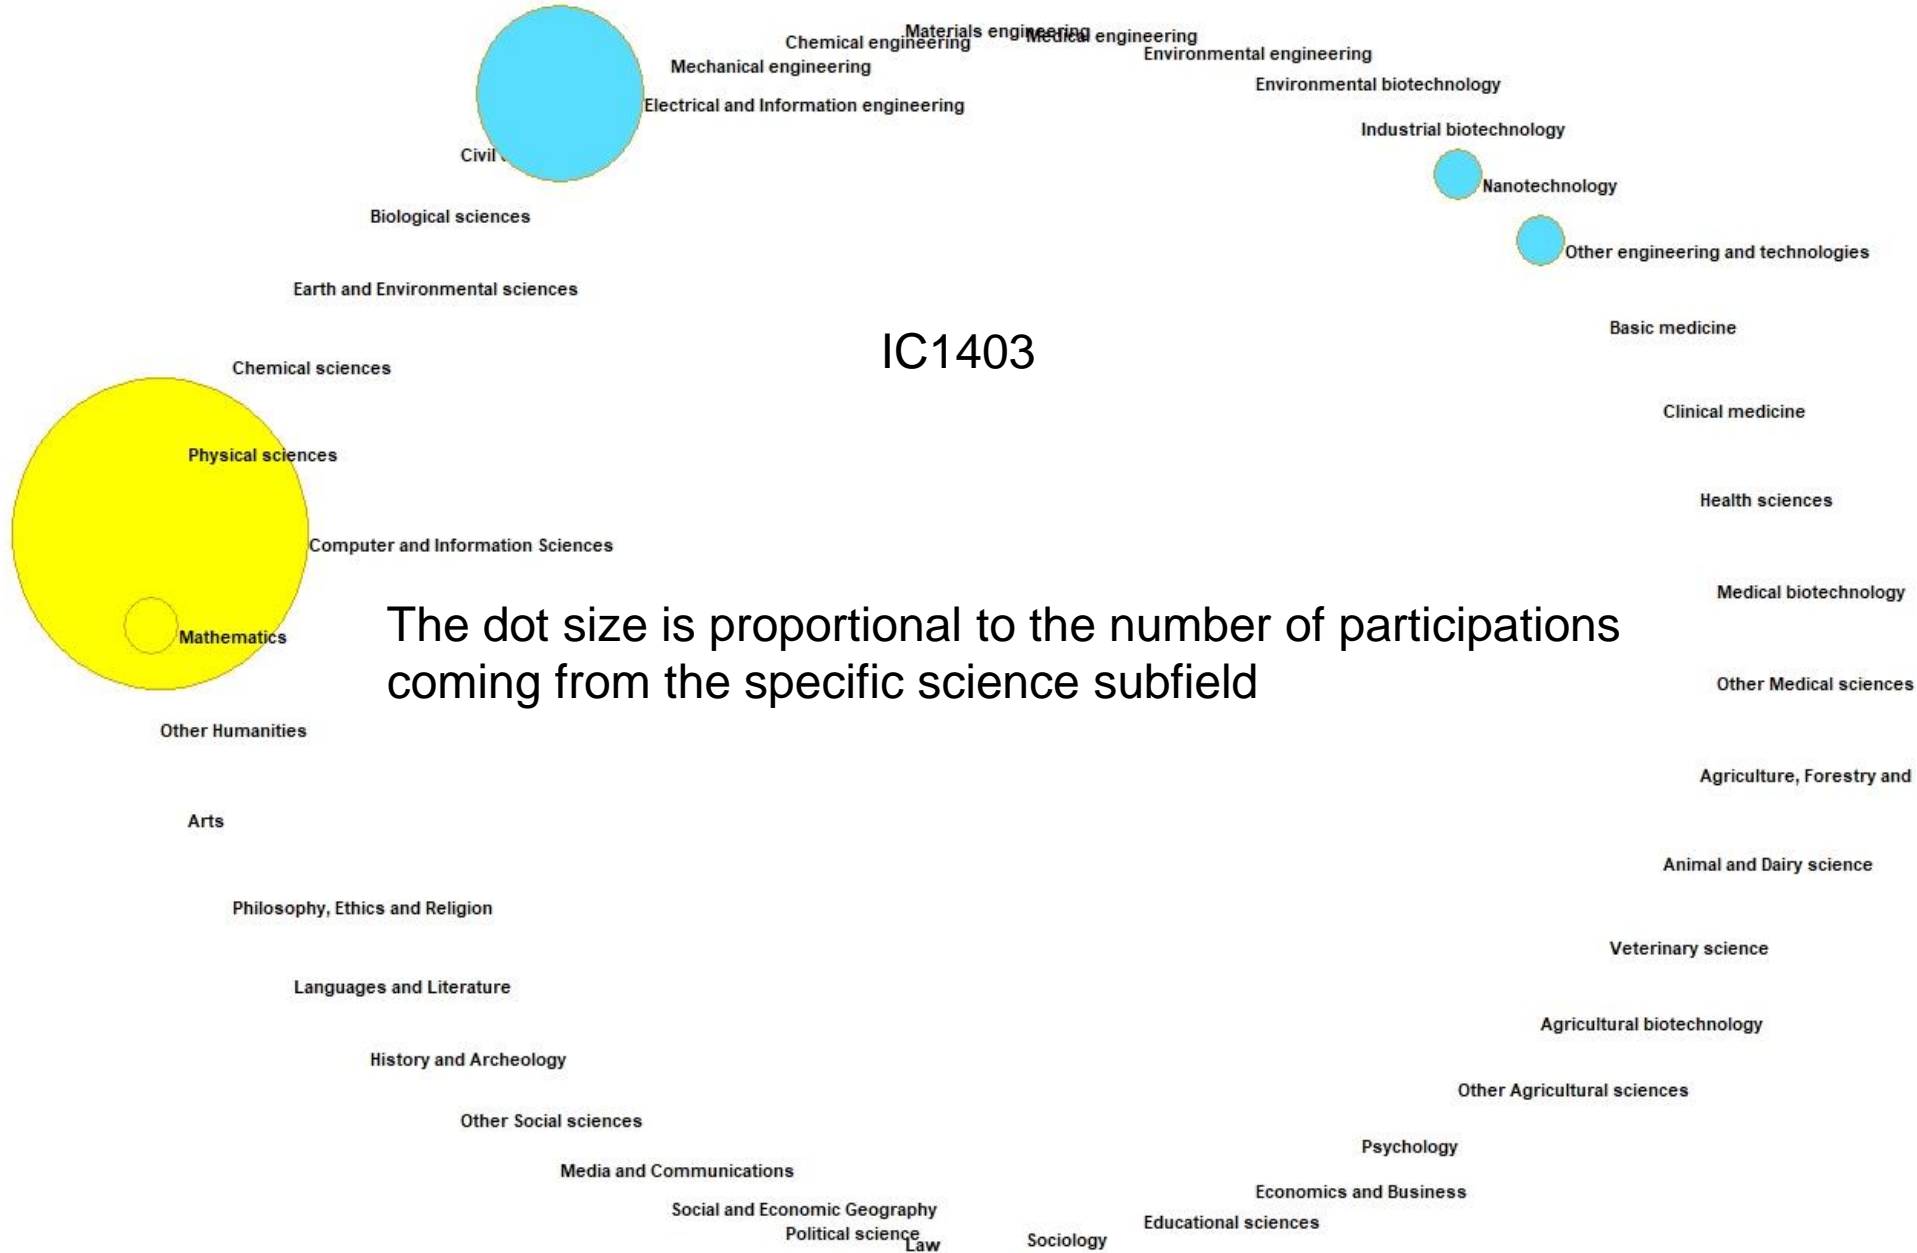 Materials engineering
Medical engineering
Chemical engineering
Environmental engineering
Mechanical engineering
Environmental biotechnology
Electrical and Information engineering
Industrial biotechnology
Civil
Nanotechnology
Biological sciences
Other engineering and technologies
Earth and Environmental sciences
Basic medicine
IC1403
Chemical sciences
Clinical medicine
Physical sciences
Health sciences
Computer and Information Sciences
Medical biotechnology
The dot size is proportional to the number of participations
coming from the specific science subfield
Mathematics
Other Medical sciences
Other Humanities
Agriculture, Forestry and
Arts
Animal and Dairy science
Philosophy, Ethics and Religion
Veterinary science
Languages and Literature
Agricultural biotechnology
History and Archeology
Other Agricultural sciences
Other Social sciences
Psychology
Media and Communications
Economics and Business
Social and Economic Geography
Educational sciences
Political science
Law
Sociology